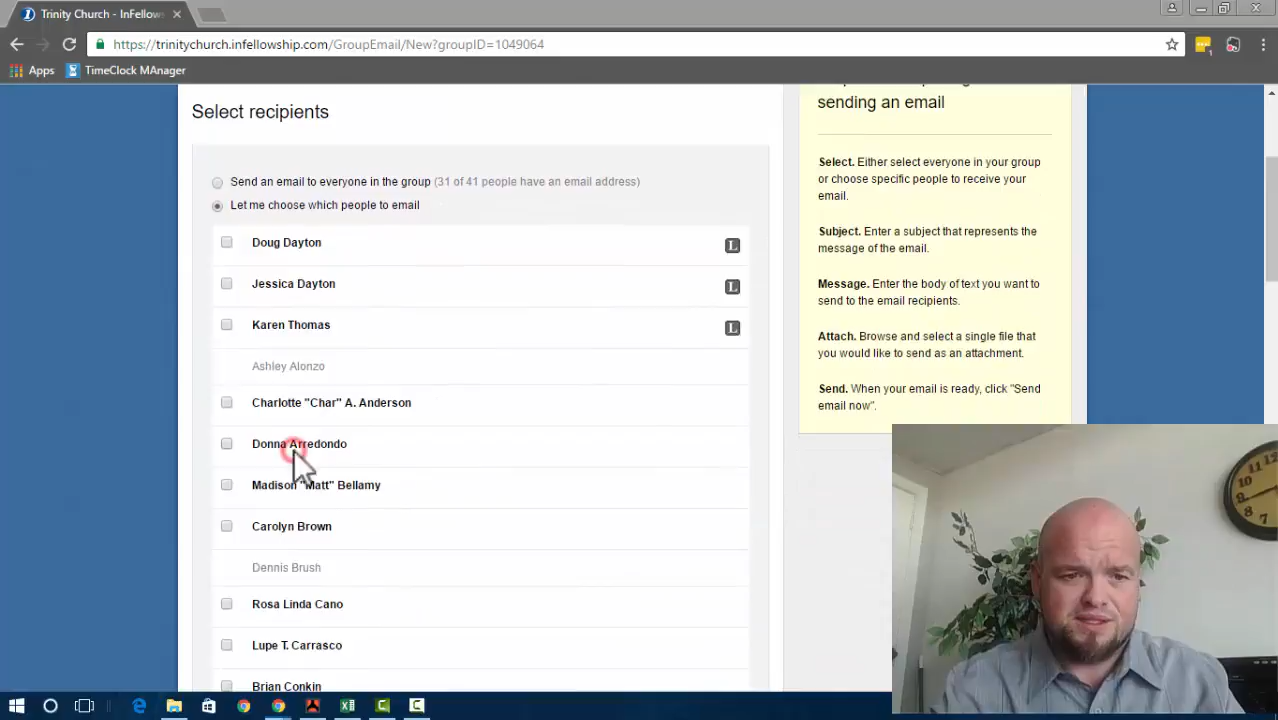 Trinity Church - InFellows
https://trinitychurch.infellowship.com/GroupEmail/New?groupID=1049064
Apps TimeClock MAnager
Select recipients
Send an email to everyone in the group (31 of 41 people have an email address)
Let me choose which people to email
Doug Dayton L
Jessica Dayton L
Karen Thomas L
Ashley Alonzo
Charlotte "Char" A. Anderson
Donna Arredondo
Madison "Matt" Bellamy
Carolyn Brown
Dennis Brush
Rosa Linda Cano
Lupe T. Carrasco
Brian Conkin
sending an email
Select. Either select everyone in your group
or choose specific people to receive your
email.
Subject. Enter a subject that represents the
message of the email.
Message. Enter the body of text you want to
send to the email recipients.
Attach. Browse and select a single file that
you would like to send as an attachment.
Send. When your email is ready, click "Send
email now".